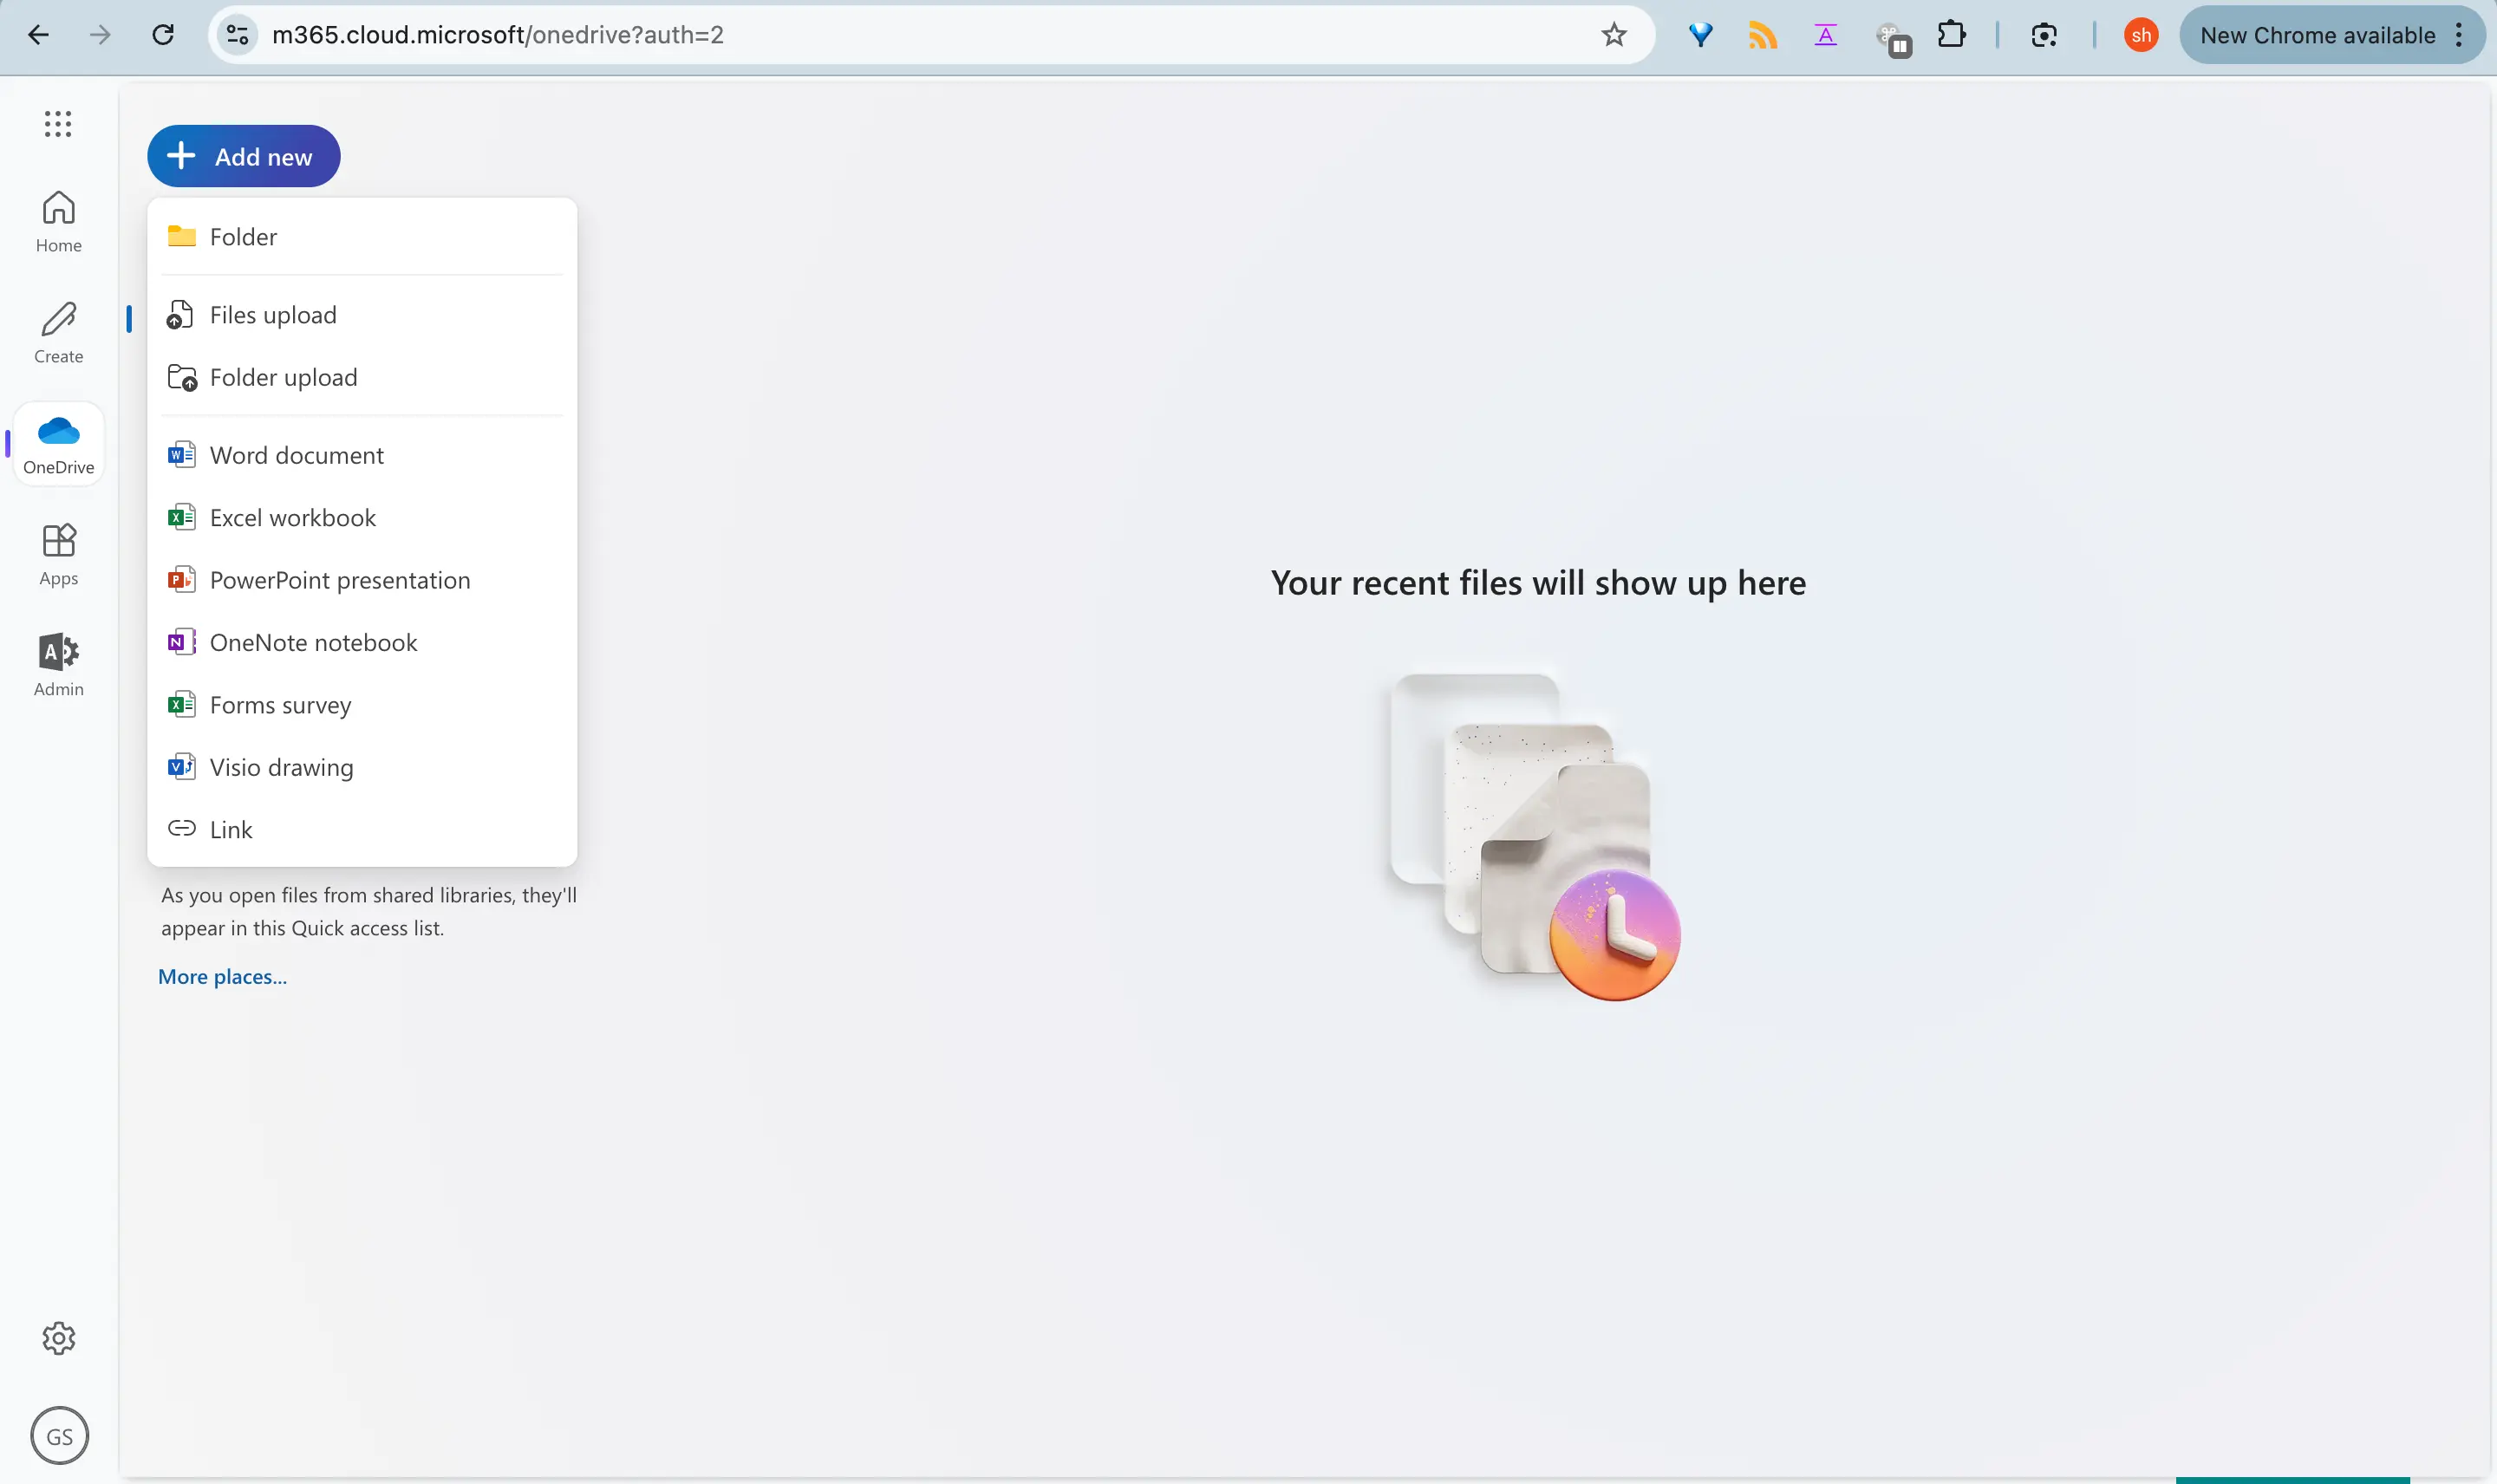 m365.cloud.microsoft/onedrive?auth=2
sh
New Chrome available
Add new
Home
Create
OneDrive
Apps
Admin
GS
Folder
Files upload
Folder upload
Word document
Excel workbook
PowerPoint presentation
OneNote notebook
Forms survey
Visio drawing
Link
As you open files from shared libraries, they'll
appear in this Quick access list.
More places...
Your recent files will show up here